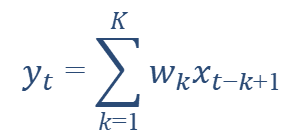 y_t = \sum_{k=1}^{K} w_k x_{t-k+1}